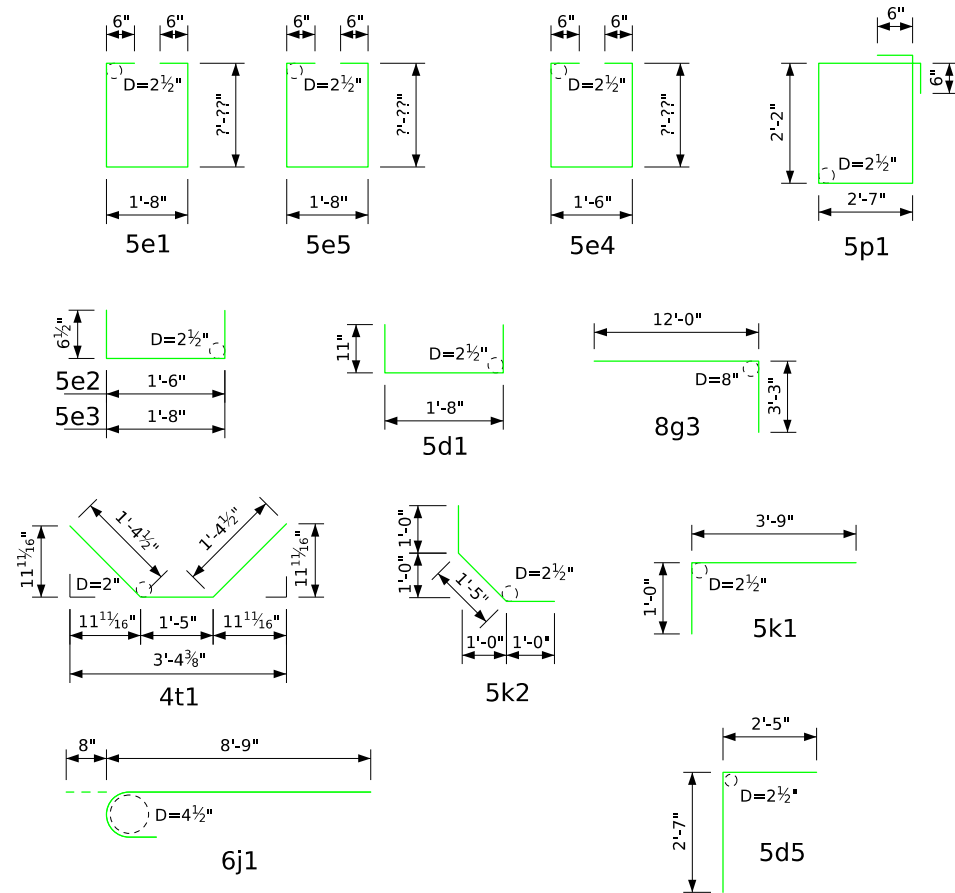 6" 6" 6" 6" 6" 6" 6"
D=2½" D=2½" D=2½" 6"
?'-??" ?'-??" ?'-??" 2'-2"
D=2½"
1'-8" 1'-8" 1'-6" 2'-7"
5e1 5e5 5e4 5p1
6½" D=2½" 11" D=2½" 12'-0"
5e2 1'-6" D=8" 3'-3"
5e3 1'-8" 1'-8" 8g3
5d1
1'-4½" 1'-4½" 1'-0" 3'-9"
11 11/16" D=2" 11 11/16" 1'-0" 1'-5" D=2½" 1'-0" D=2½"
11 11/16" 1'-5" 11 11/16" 1'-0" 1'-0" 5k1
3'-4⅜" 5k2
4t1
8" 8'-9" 2'-5"
D=4½" D=2½"
2'-7"
6j1 5d5